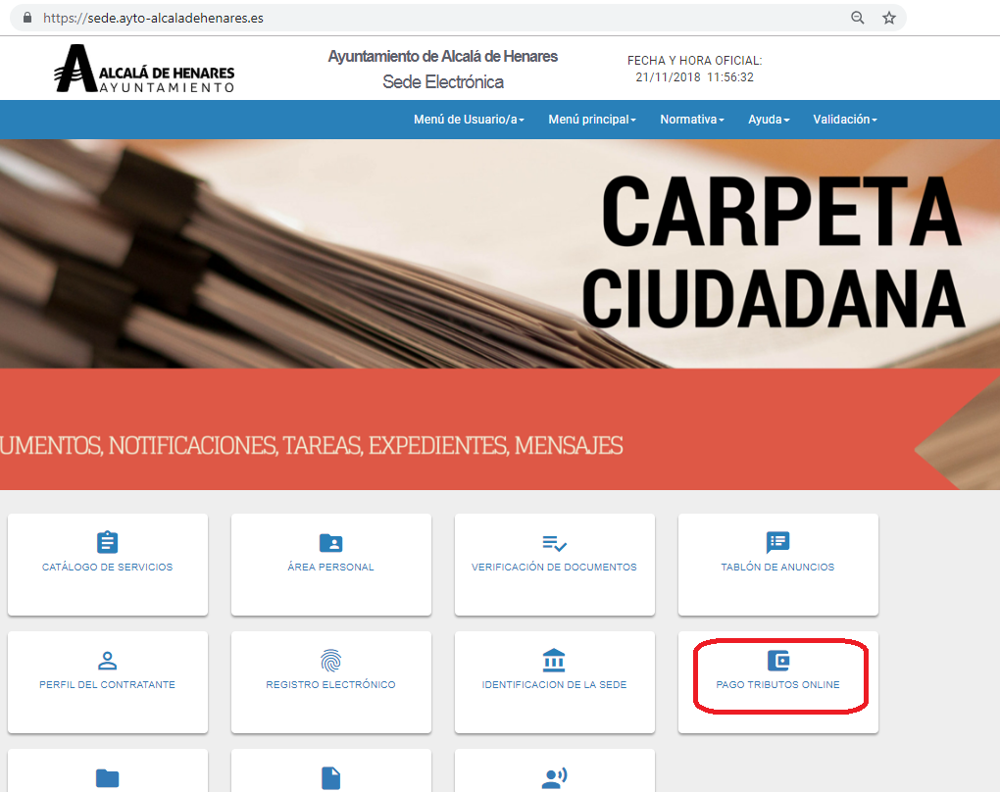 https://sede.ayto-alcaladehenares.es
ALCALÁ DE HENARES
AYUNTAMIENTO
Ayuntamiento de Alcalá de Henares
Sede Electrónica
FECHA Y HORA OFICIAL:
21/11/2018 11:56:32
Menú de Usuario/a
Menú principal
Normativa
Ayuda
Validación
CARPETA
CIUDADANA
UMENTOS, NOTIFICACIONES, TAREAS, EXPEDIENTES, MENSAJES
CATÁLOGO DE SERVICIOS
ÁREA PERSONAL
VERIFICACIÓN DE DOCUMENTOS
TABLÓN DE ANUNCIOS
PERFIL DEL CONTRATANTE
REGISTRO ELECTRÓNICO
IDENTIFICACION DE LA SEDE
PAGO TRIBUTOS ONLINE